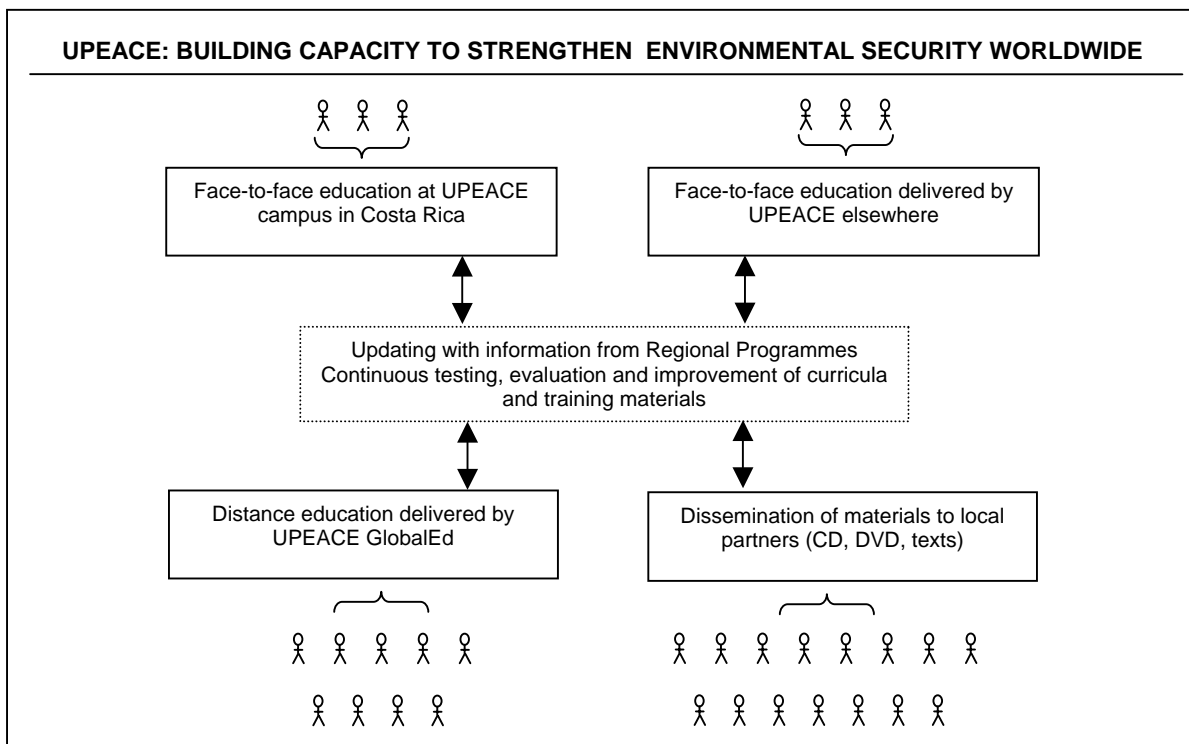 UPEACE: BUILDING CAPACITY TO STRENGTHEN ENVIRONMENTAL SECURITY WORLDWIDE
Face-to-face education at UPEACE
campus in Costa Rica
Face-to-face education delivered by
UPEACE elsewhere
Updating with information from Regional Programmes
Continuous testing, evaluation and improvement of curricula
and training materials
Distance education delivered by
UPEACE GlobalEd
Dissemination of materials to local
partners (CD, DVD, texts)